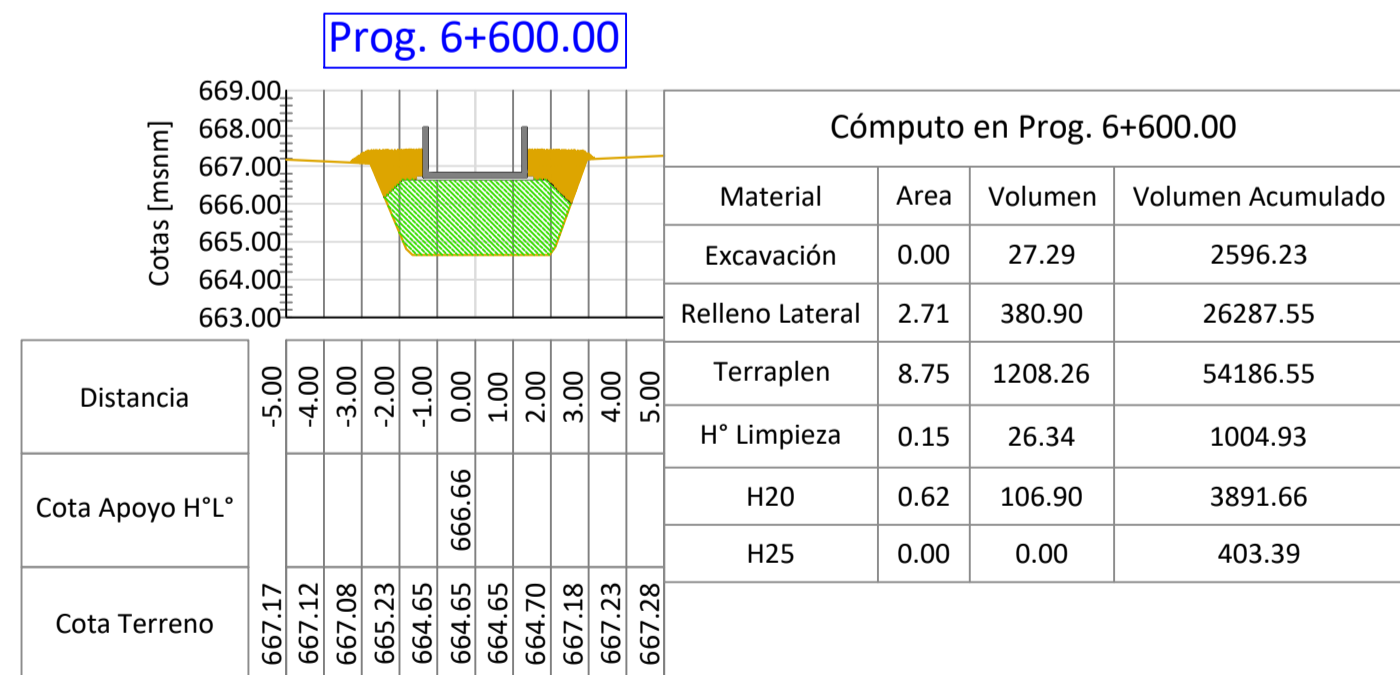 Prog. 6+600.00
Cotas [msnm]
669.00
668.00
667.00
666.00
665.00
664.00
663.00
Cómputo en Prog. 6+600.00
Material Area Volumen Volumen Acumulado
Excavación 0.00 27.29 2596.23
Relleno Lateral 2.71 380.90 26287.55
Terraplen 8.75 1208.26 54186.55
H° Limpieza 0.15 26.34 1004.93
H20 0.62 106.90 3891.66
H25 0.00 0.00 403.39
Distancia -5.00 -4.00 -3.00 -2.00 -1.00 0.00 1.00 2.00 3.00 4.00 5.00
Cota Apoyo H°L° 666.66
Cota Terreno 667.17 667.12 667.08 665.23 664.65 664.65 664.65 664.70 667.18 667.23 667.28